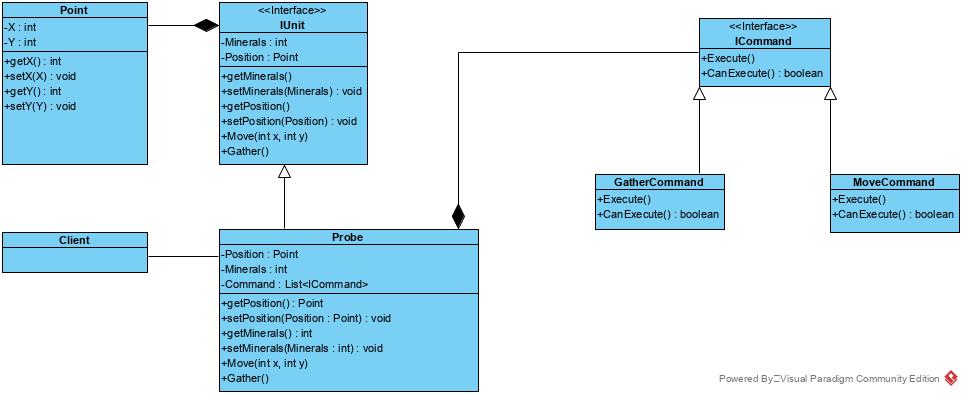 Point
-X : int
-Y : int
+getX() : int
+setX(X) : void
+getY() : int
+setY(Y) : void
<<Interface>>
IUnit
-Minerals : int
-Position : Point
+getMinerals()
+setMinerals(Minerals) : void
+getPosition()
+setPosition(Position) : void
+Move(int x, int y)
+Gather()
<<Interface>>
ICommand
+Execute()
+CanExecute() : boolean
GatherCommand
+Execute()
+CanExecute() : boolean
MoveCommand
+Execute()
+CanExecute() : boolean
Client
Probe
-Position : Point
-Minerals : int
-Command : List<ICommand>
+getPosition() : Point
+setPosition(Position : Point) : void
+getMinerals() : int
+setMinerals(Minerals : int) : void
+Move(int x, int y)
+Gather()
Powered By Visual Paradigm Community Edition